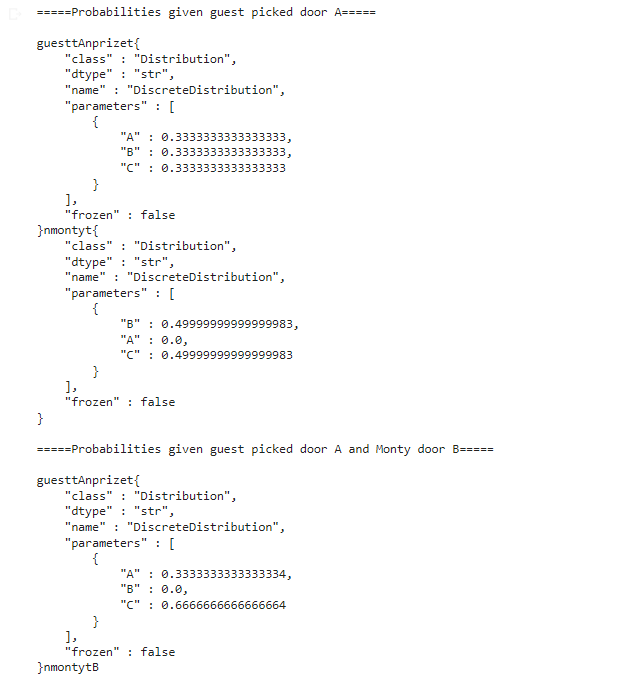 =====Probabilities given guest picked door A=====
guesttAnprizet{
"class" : "Distribution",
"dtype" : "str",
"name" : "DiscreteDistribution",
"parameters" : [
{
"A" : 0.3333333333333333,
"B" : 0.3333333333333333,
"C" : 0.3333333333333333
}
],
"frozen" : false
}nmontyt{
"class" : "Distribution",
"dtype" : "str",
"name" : "DiscreteDistribution",
"parameters" : [
{
"B" : 0.49999999999999983,
"A" : 0.0,
"C" : 0.49999999999999983
}
],
"frozen" : false
}
=====Probabilities given guest picked door A and Monty door B=====
guesttAnprizet{
"class" : "Distribution",
"dtype" : "str",
"name" : "DiscreteDistribution",
"parameters" : [
{
"A" : 0.3333333333333334,
"B" : 0.0,
"C" : 0.6666666666666664
}
],
"frozen" : false
}nmontytB